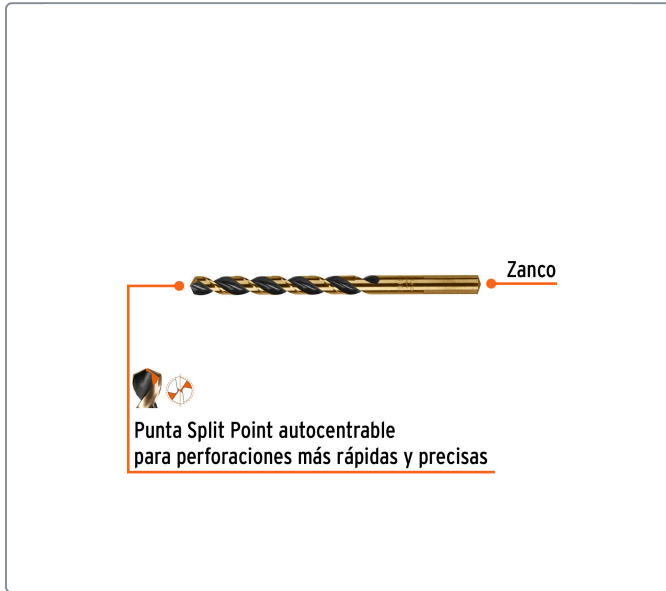 Zanco
Punta Split Point autocentrable
para perforaciones más rápidas y precisas